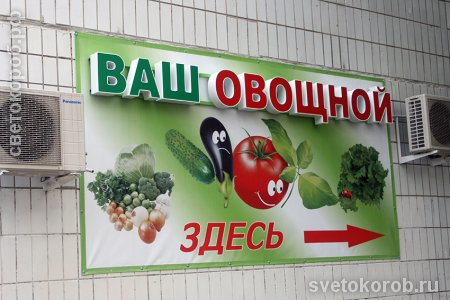 ВАШ ОВОЩНОЙ
ЗДЕСЬ
Panasonic
светокороб.рф
svetokorob.ru